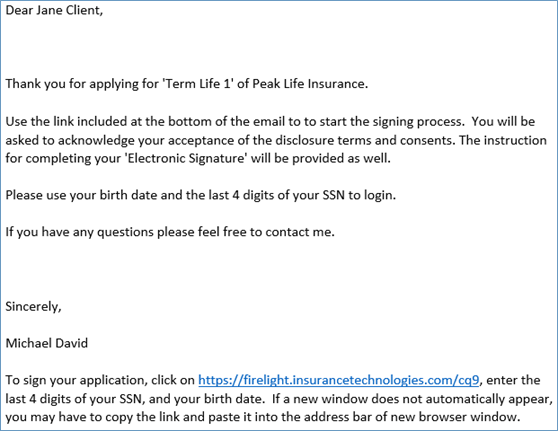 Dear Jane Client,
Thank you for applying for 'Term Life 1' of Peak Life Insurance.
Use the link included at the bottom of the email to to start the signing process.  You will be
asked to acknowledge your acceptance of the disclosure terms and consents. The instruction
for completing your 'Electronic Signature' will be provided as well.
Please use your birth date and the last 4 digits of your SSN to login.
If you have any questions please feel free to contact me.
Sincerely,
Michael David
To sign your application, click on https://firelight.insurancetechnologies.com/cq9, enter the
last 4 digits of your SSN, and your birth date.  If a new window does not automatically appear,
you may have to copy the link and paste it into the address bar of new browser window.